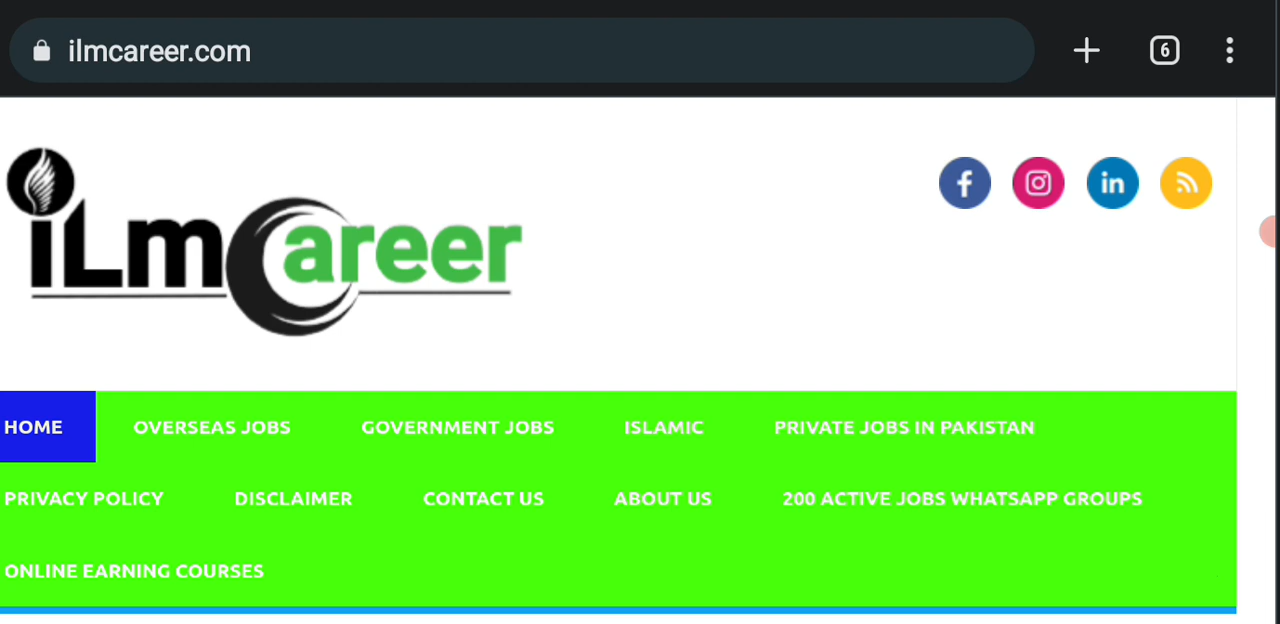 ilmcareer.com
6
iLmCareer
in
HOME OVERSEAS JOBS GOVERNMENT JOBS ISLAMIC PRIVATE JOBS IN PAKISTAN
PRIVACY POLICY DISCLAIMER CONTACT US ABOUT US 200 ACTIVE JOBS WHATSAPP GROUPS
ONLINE EARNING COURSES